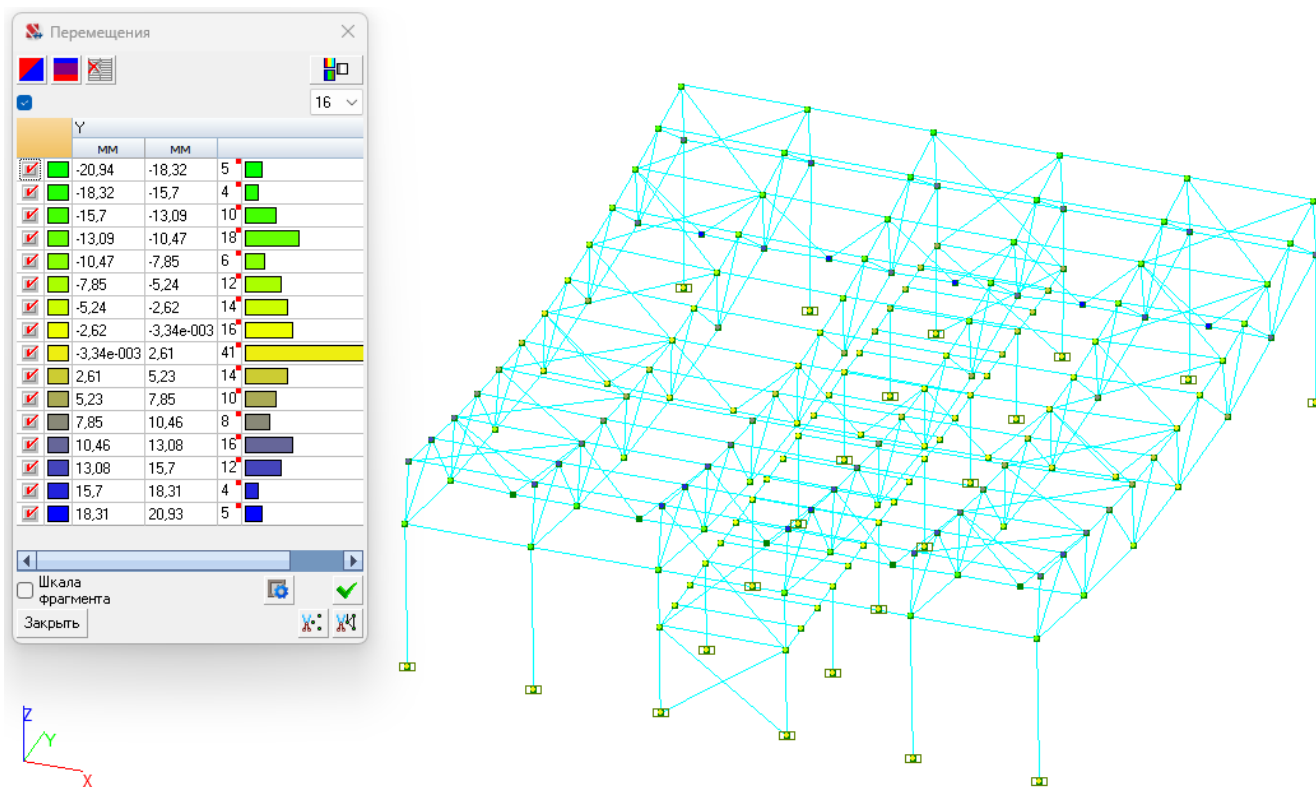 Перемещения
16
Y
мм мм
-20,94 -18,32 5
-18,32 -15,7 4
-15,7 -13,09 10
-13,09 -10,47 18
-10,47 -7,85 6
-7,85 -5,24 12
-5,24 -2,62 14
-2,62 -3,34e-003 16
-3,34e-003 2,61 41
2,61 5,23 14
5,23 7,85 10
7,85 10,46 8
10,46 13,08 16
13,08 15,7 12
15,7 18,31 4
18,31 20,93 5
Шкала
фрагмента
Закрыть
Z
Y
X